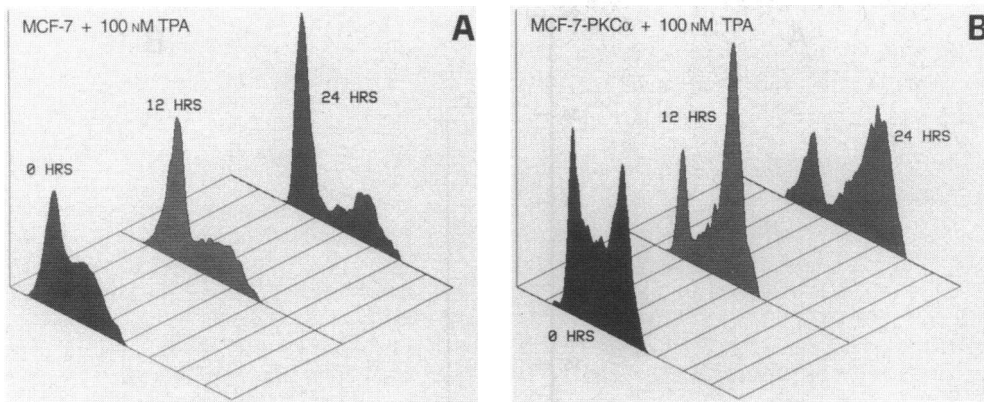 MCF-7 + 100 NM TPA
A
0 HRS
12 HRS
24 HRS
MCF-7-PKCα + 100 NM TPA
B
0 HRS
12 HRS
24 HRS